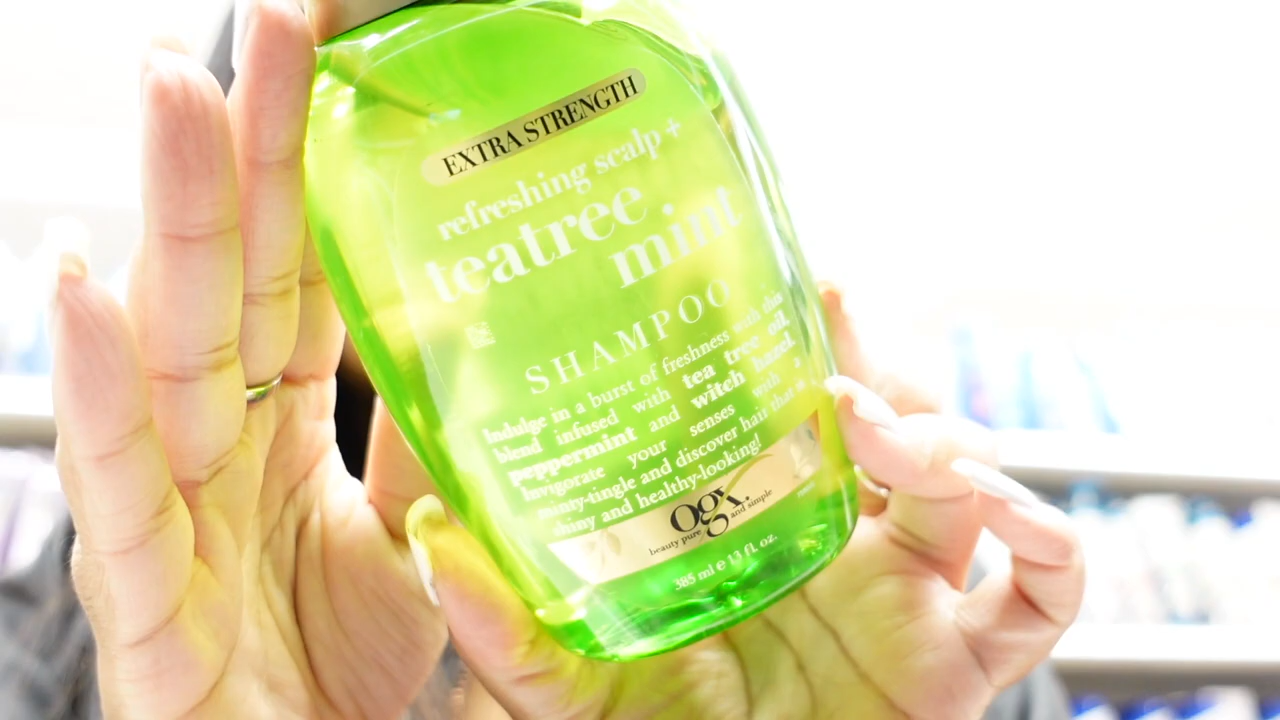 EXTRA STRENGTH
refreshing scalp +
teatree
mint
SHAMPOO
Indulge in a burst of freshness with this
blend infused with tea tree oil,
peppermint and witch hazel.
Invigorate your senses with a
minty-tingle and discover hair that is
shiny and healthy-looking!
ogx.
beauty pure and simple
385 ml e 13 fl. oz.